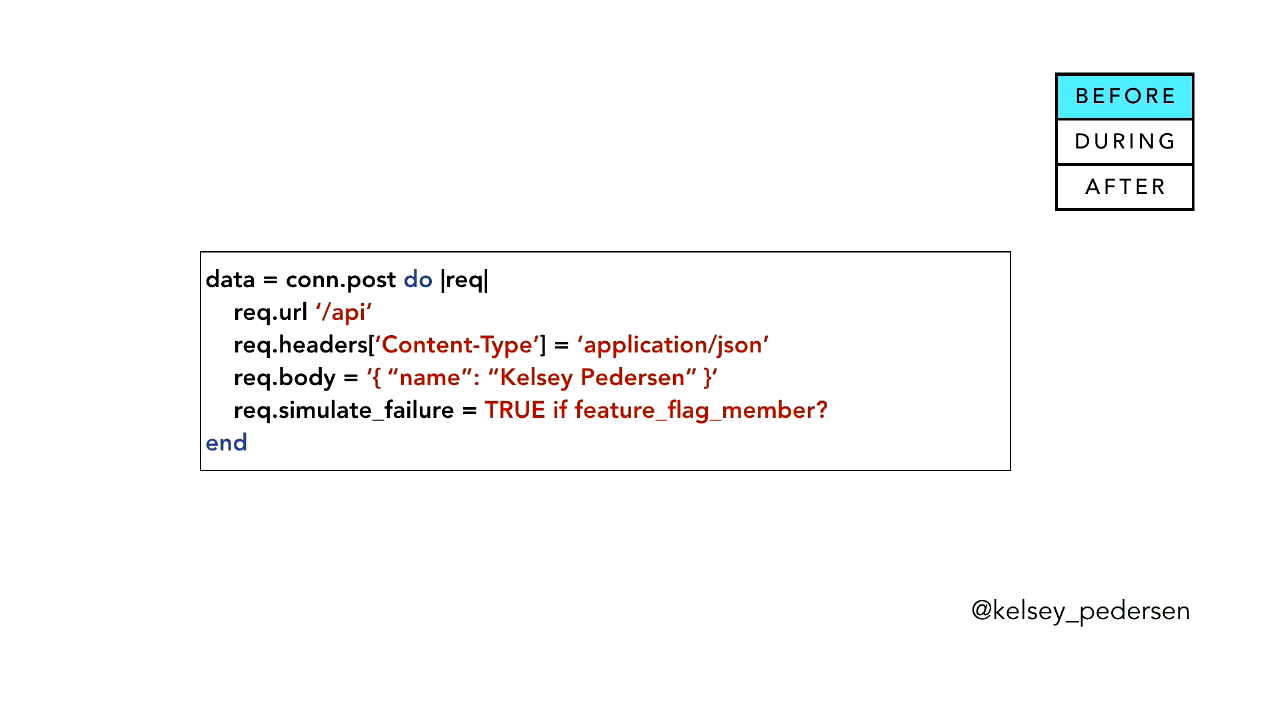 BEFORE
DURING
AFTER
data = conn.post do |req|
req.url ‘/api’
req.headers[‘Content-Type’] = ‘application/json’
req.body = ’{ “name”: “Kelsey Pedersen” }’
req.simulate_failure = TRUE if feature_flag_member?
end
@kelsey_pedersen